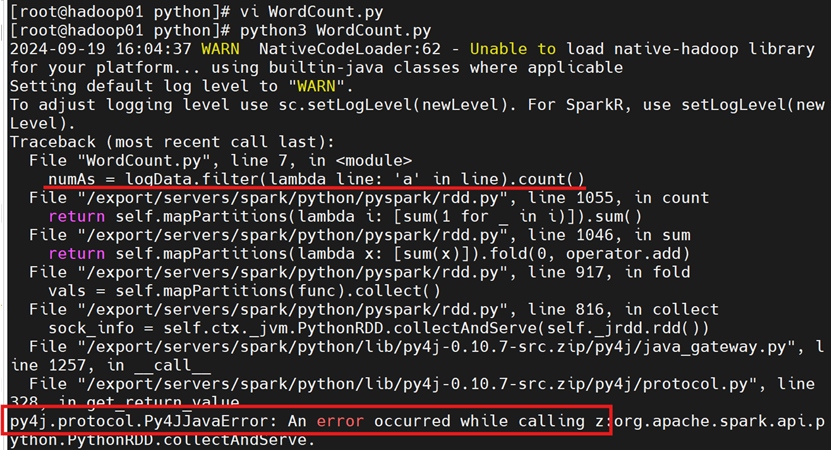 [root@hadoop01 python]# vi WordCount.py
[root@hadoop01 python]# python3 WordCount.py
2024-09-19 16:04:37 WARN  NativeCodeLoader:62 - Unable to load native-hadoop library
for your platform... using builtin-java classes where applicable
Setting default log level to "WARN".
To adjust logging level use sc.setLogLevel(newLevel). For SparkR, use setLogLevel(new
Level).
Traceback (most recent call last):
  File "WordCount.py", line 7, in <module>
    numAs = logData.filter(lambda line: 'a' in line).count()
  File "/export/servers/spark/python/pyspark/rdd.py", line 1055, in count
    return self.mapPartitions(lambda i: [sum(1 for _ in i)]).sum()
  File "/export/servers/spark/python/pyspark/rdd.py", line 1046, in sum
    return self.mapPartitions(lambda x: [sum(x)]).fold(0, operator.add)
  File "/export/servers/spark/python/pyspark/rdd.py", line 917, in fold
    vals = self.mapPartitions(func).collect()
  File "/export/servers/spark/python/pyspark/rdd.py", line 816, in collect
    sock_info = self.ctx._jvm.PythonRDD.collectAndServe(self._jrdd.rdd())
  File "/export/servers/spark/python/lib/py4j-0.10.7-src.zip/py4j/java_gateway.py", l
ine 1257, in __call__
  File "/export/servers/spark/python/lib/py4j-0.10.7-src.zip/py4j/protocol.py", line
328, in get_return_value
py4j.protocol.Py4JJavaError: An error occurred while calling z:org.apache.spark.api.p
ython.PythonRDD.collectAndServe.